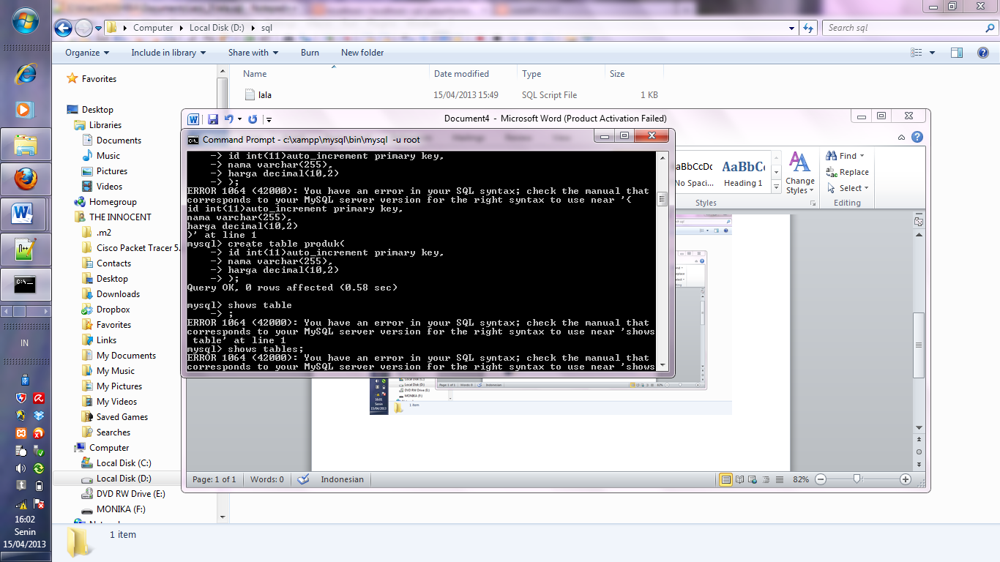 Computer ▸ Local Disk (D:) ▸ sql
Search sql
Organize Include in library Share with Burn New folder
Name Date modified Type Size
lala 15/04/2013 15:49 SQL Script File 1 KB
Favorites
Desktop
Libraries
Documents
Music
Pictures
Videos
Homegroup
THE INNOCENT
.m2
Cisco Packet Tracer 5.
Contacts
Desktop
Downloads
Dropbox
Favorites
Links
My Documents
My Music
My Pictures
My Videos
Saved Games
Searches
Computer
Local Disk (C:)
Local Disk (D:)
DVD RW Drive (E:)
MONIKA (F:)
1 item
Document4 - Microsoft Word (Product Activation Failed)
aBbCcDc AaBbCc
No Spaci... Heading 1
Change
Styles
Styles
Find
Replace
Select
Editing
Command Prompt - c:\xampp\mysql\bin\mysql -u root
-> id int(11)auto_increment primary key,
-> nama varchar(255),
-> harga decimal(10,2)
-> );
ERROR 1064 (42000): You have an error in your SQL syntax; check the manual that
corresponds to your MySQL server version for the right syntax to use near '{
id int(11)auto_increment primary key,
nama varchar(255),
harga decimal(10,2)
)' at line 1
mysql> create table produk(
-> id int(11)auto_increment primary key,
-> nama varchar(255),
-> harga decimal(10,2)
-> );
Query OK, 0 rows affected (0.58 sec)
mysql> shows table
-> ;
ERROR 1064 (42000): You have an error in your SQL syntax; check the manual that
corresponds to your MySQL server version for the right syntax to use near 'shows
table' at line 1
mysql> shows tables;
ERROR 1064 (42000): You have an error in your SQL syntax; check the manual that
corresponds to your MySQL server version for the right syntax to use near 'shows
Page: 1 of 1 Words: 0 Indonesian 82%
IN
16:02
Senin
15/04/2013